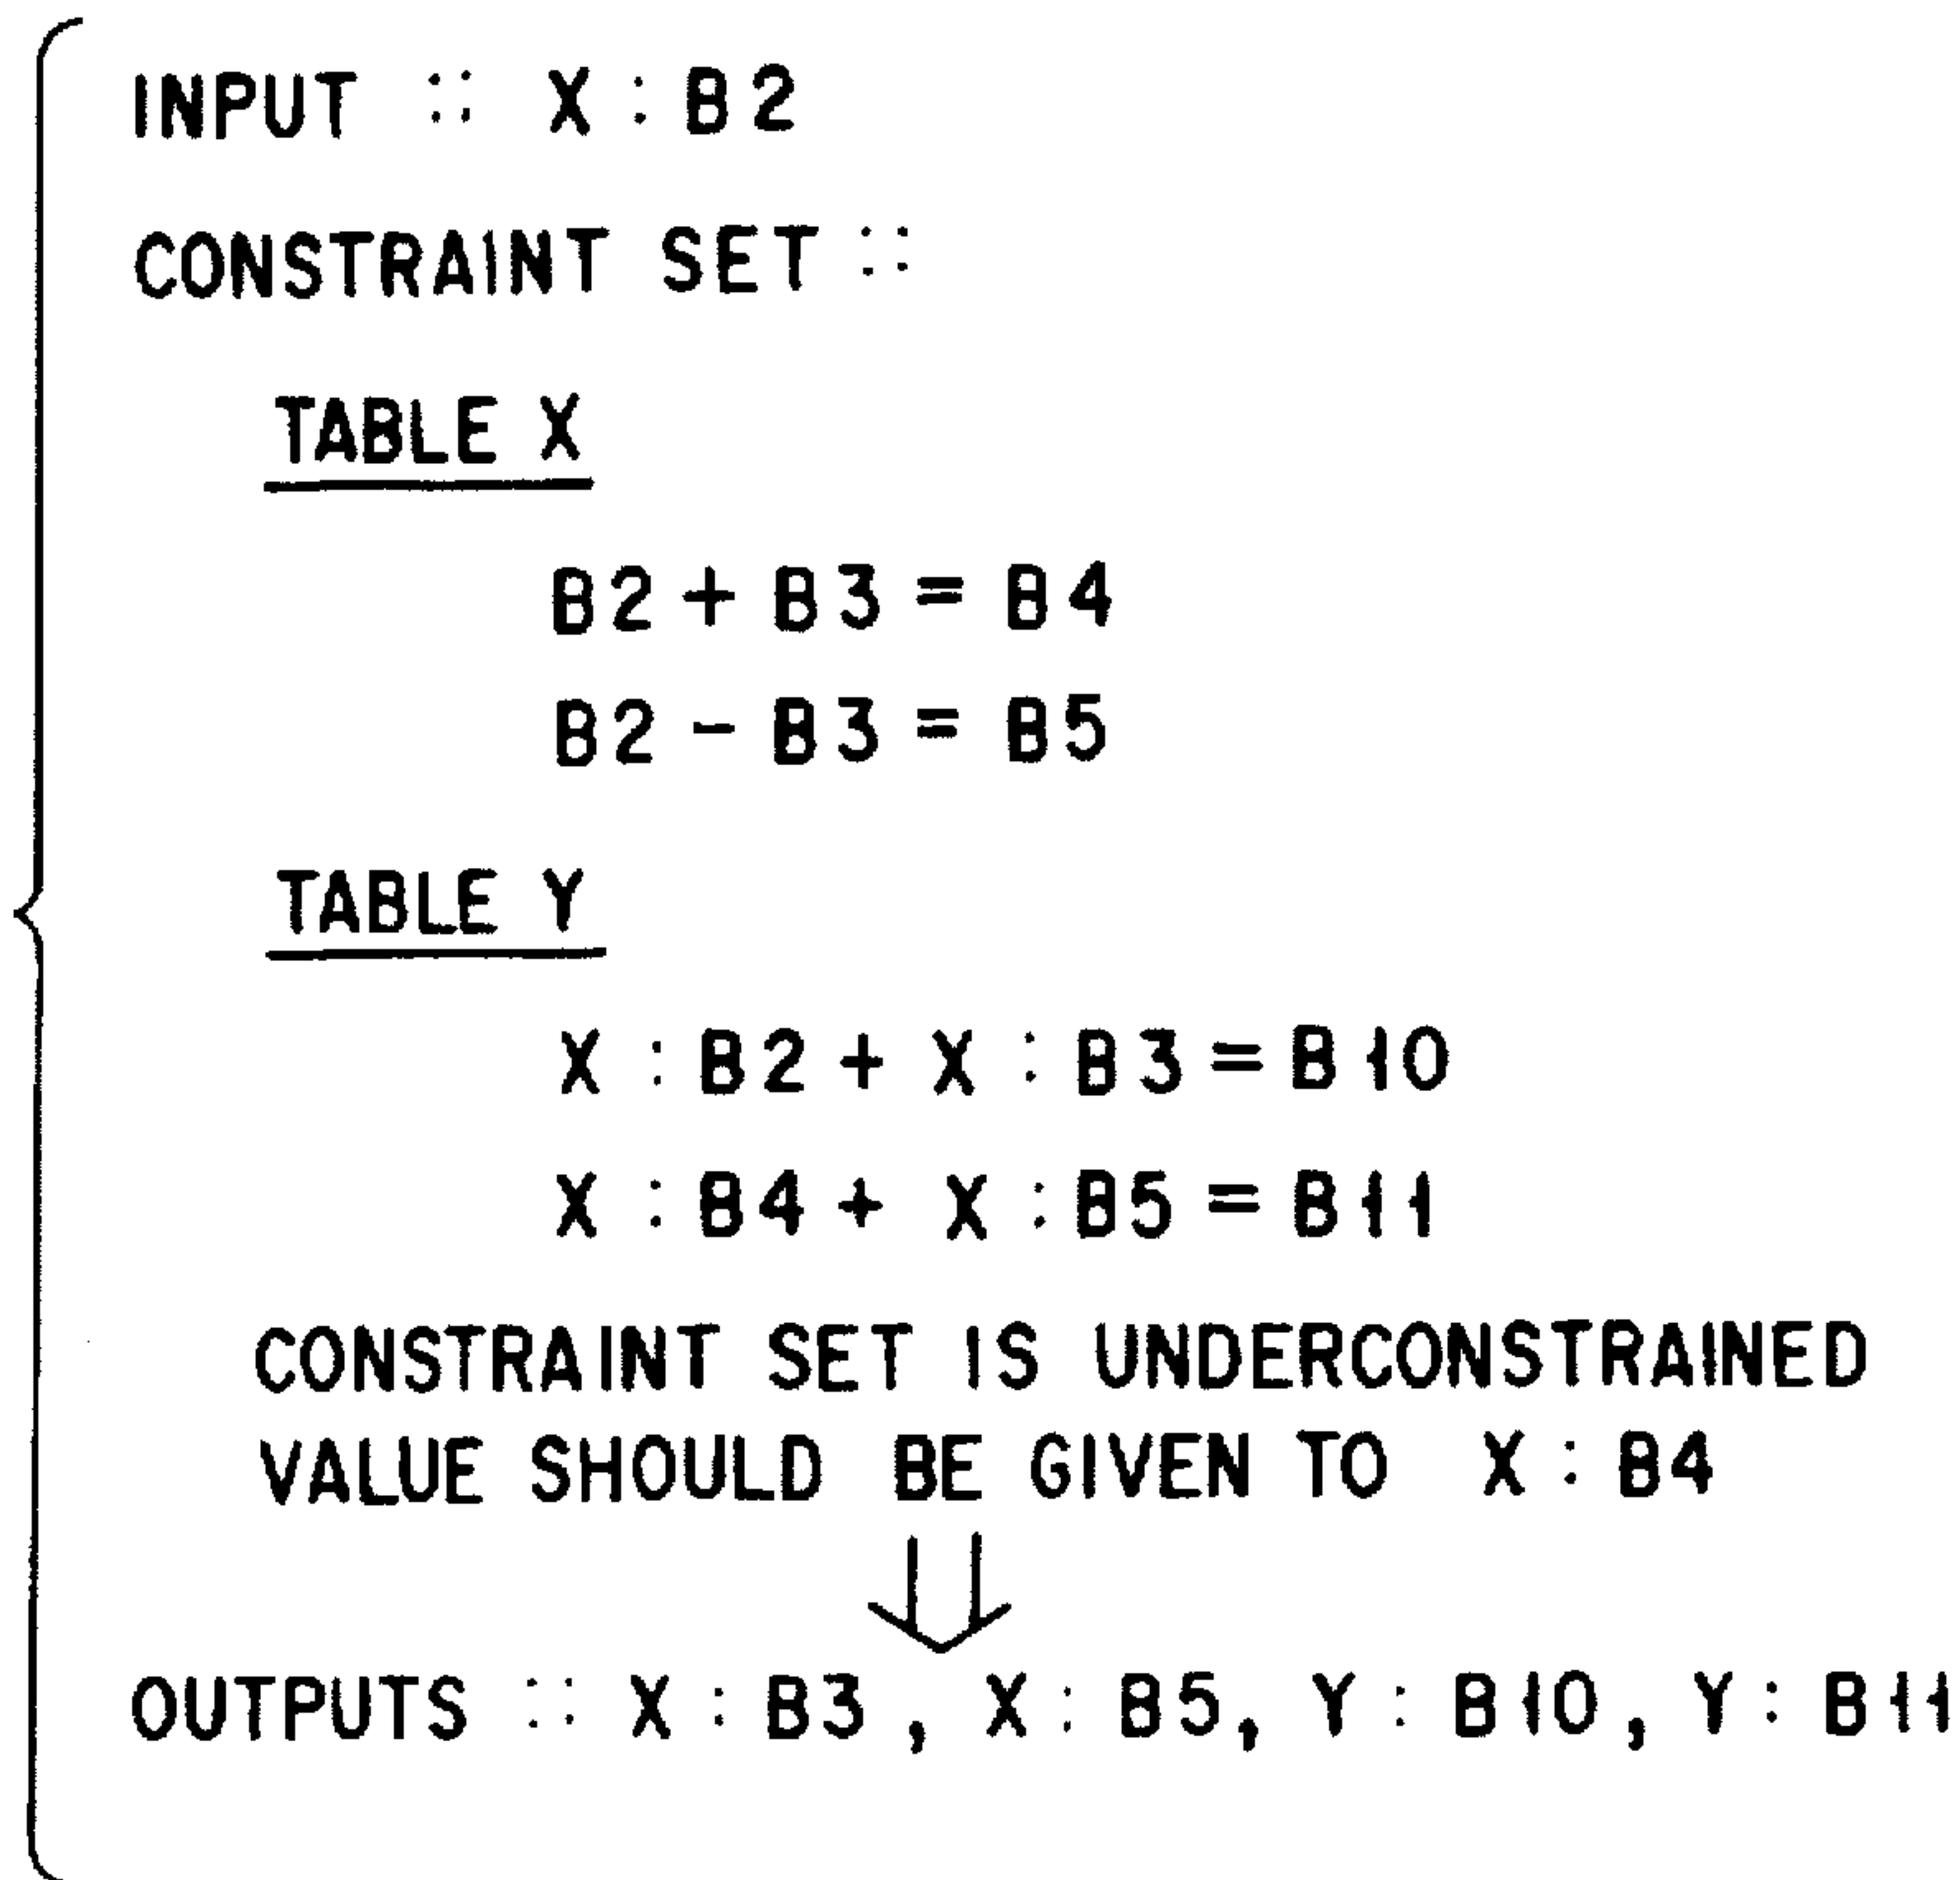 INPUT :: X : B2
CONSTRAINT SET ::
TABLE X
B2 + B3 = B4
B2 - B3 = B5
TABLE Y
X : B2 + X : B3 = B10
X : B4 + X : B5 = B11
CONSTRAINT SET IS UNDERCONSTRAINED
VALUE SHOULD BE GIVEN TO X : B4
OUTPUTS :: X : B3, X : B5, Y : B10, Y : B11